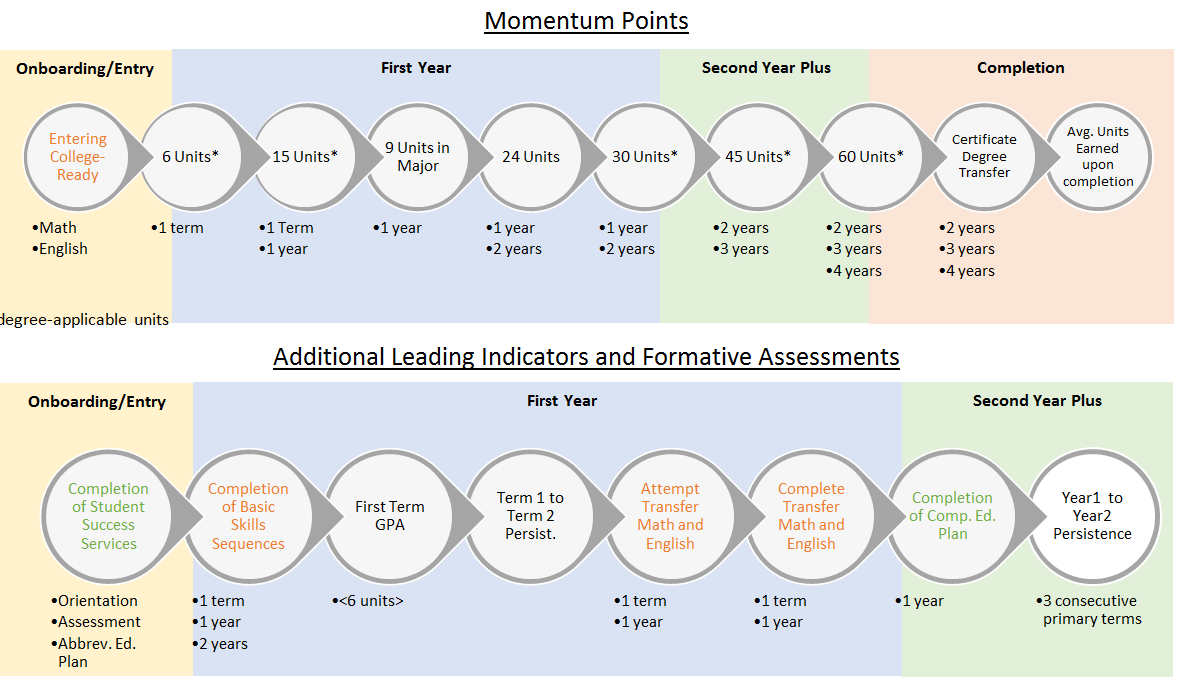 Momentum Points
Onboarding/Entry
First Year
Second Year Plus
Completion
Entering
College-
Ready
6 Units*
15 Units*
9 Units in
Major
24 Units
30 Units*
45 Units*
60 Units*
Certificate
Degree
Transfer
Avg. Units
Earned
upon
completion
•Math
•English
•1 term
•1 Term
•1 year
•1 year
•1 year
•2 years
•1 year
•2 years
•2 years
•3 years
•2 years
•3 years
•4 years
•2 years
•3 years
•4 years
degree-applicable units
Additional Leading Indicators and Formative Assessments
Onboarding/Entry
First Year
Second Year Plus
Completion
of Student
Success
Services
Completion
of Basic
Skills
Sequences
First Term
GPA
Term 1 to
Term 2
Persist.
Attempt
Transfer
Math and
English
Complete
Transfer
Math and
English
Completion
of Comp. Ed.
Plan
Year1 to
Year2
Persistence
•Orientation
•Assessment
•Abbrev. Ed.
Plan
•1 term
•1 year
•2 years
•<6 units>
•1 term
•1 year
•1 term
•1 year
•1 year
•3 consecutive
primary terms